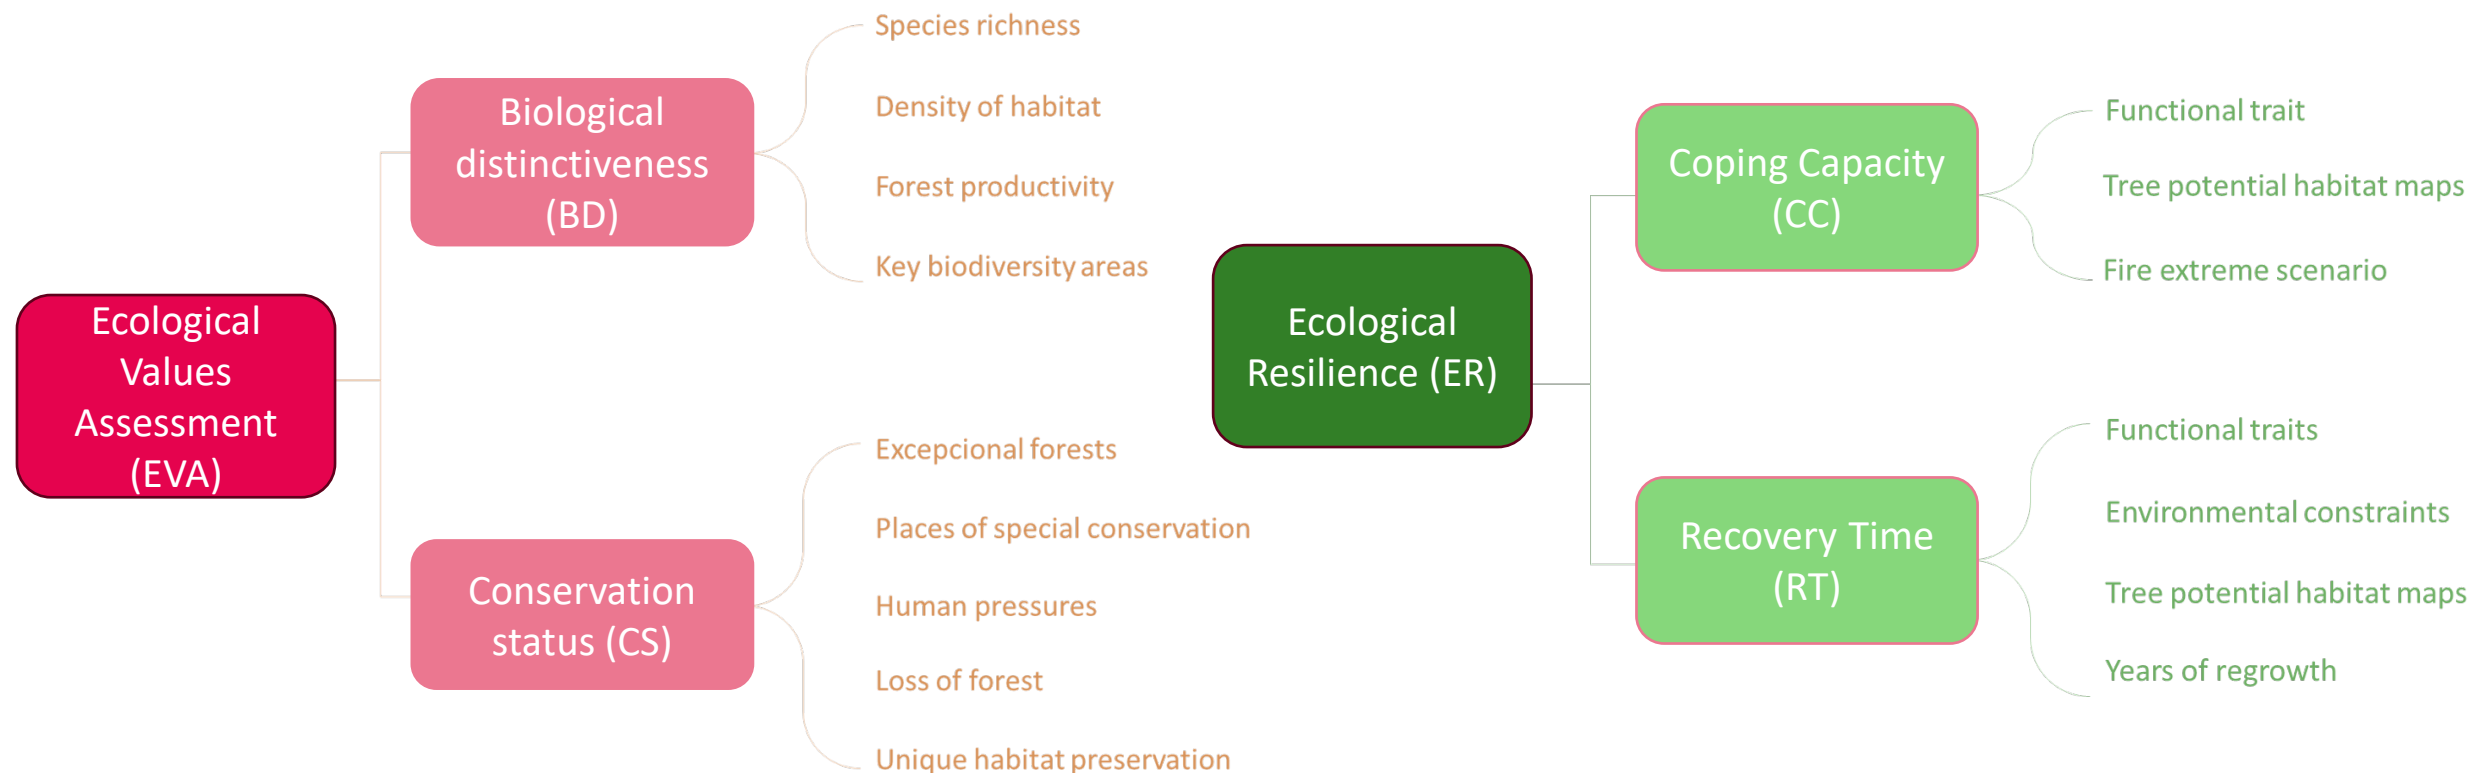 Ecological
Values
Assessment
(EVA)
Biological
distinctiveness
(BD)
Species richness
Density of habitat
Forest productivity
Key biodiversity areas
Conservation
status (CS)
Excepcional forests
Places of special conservation
Human pressures
Loss of forest
Unique habitat preservation
Ecological
Resilience (ER)
Coping Capacity
(CC)
Functional trait
Tree potential habitat maps
Fire extreme scenario
Recovery Time
(RT)
Functional traits
Environmental constraints
Tree potential habitat maps
Years of regrowth